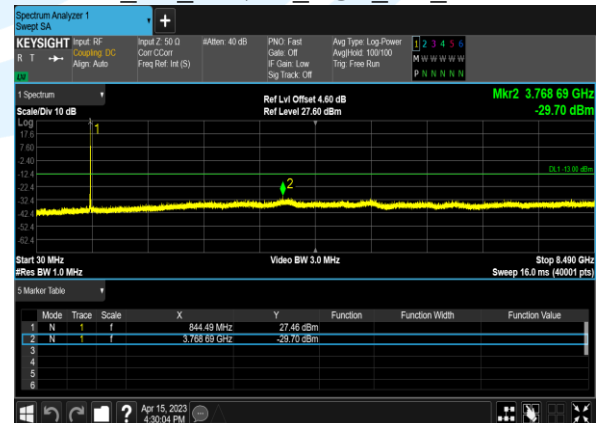 Spectrum Analyzer 1
Swept SA
+
KEYSIGHT Input: RF Input Z: 50 Ω #Atten: 40 dB PNO: Fast Avg Type: Log-Power 1 2 3 4 5 6
R T Coupling: DC Corr CCorr Gate: Off Avg|Hold: 100/100 M W W W W W
Align: Auto Freq Ref: Int (S) IF Gain: Low Trig: Free Run
Sig Track: Off P N N N N N
LXI
1 Spectrum Ref Lvl Offset 4.60 dB Mkr2 3.768 69 GHz
Scale/Div 10 dB Ref Level 27.60 dBm -29.70 dBm
Log
17.6 1
7.60
-2.40
-12.4 DL1 -13.00 dBm
-22.4 2
-32.4
-42.4
-52.4
-62.4
Start 30 MHz Video BW 3.0 MHz Stop 8.490 GHz
#Res BW 1.0 MHz Sweep 16.0 ms (40001 pts)
5 Marker Table
Mode Trace Scale X Y Function Function Width Function Value
1 N 1 f 844.49 MHz 27.46 dBm
2 N 1 f 3.768 69 GHz -29.70 dBm
3
4
5
6
? Apr 15, 2023
4:30:04 PM